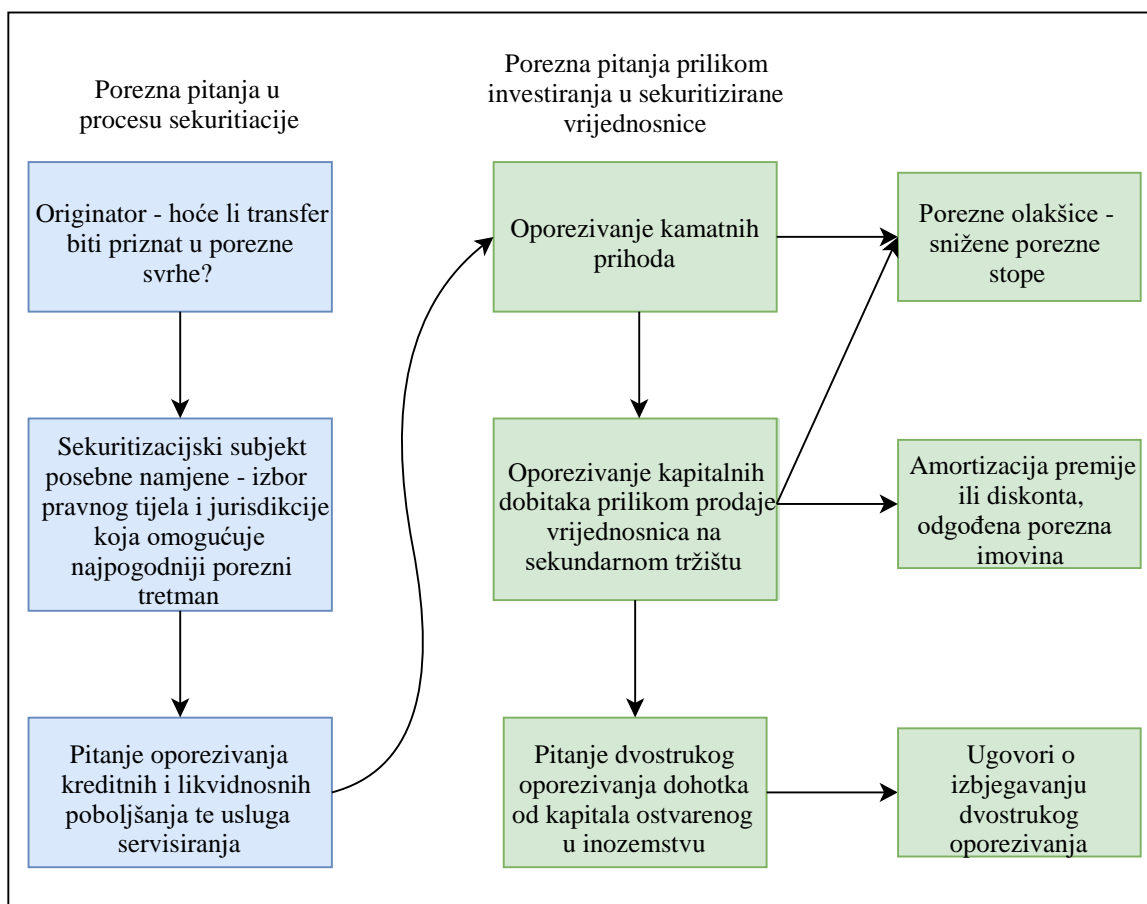 Porezna pitanja u
procesu sekuritiacije
Originator - hoće li transfer
biti priznat u porezne
svrhe?
Sekuritizacijski subjekt
posebne namjene - izbor
pravnog tijela i jurisdikcije
koja omogućuje
najpogodniji porezni
tretman
Pitanje oporezivanja
kreditnih i likvidnosnih
poboljšanja te usluga
servisiranja
Porezna pitanja prilikom
investiranja u sekuritizirane
vrijednosnice
Oporezivanje kamatnih
prihoda
Oporezivanje kapitalnih
dobitaka prilikom prodaje
vrijednosnica na
sekundarnom tržištu
Pitanje dvostrukog
oporezivanja dohotka
od kapitala ostvarenog
u inozemstvu
Porezne olakšice -
snižene porezne
stope
Amortizacija premije
ili diskonta,
odgođena porezna
imovina
Ugovori o
izbjegavanju
dvostrukog
oporezivanja